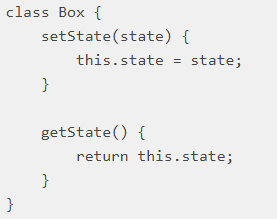 class Box {
    setState(state) {
        this.state = state;
    }

    getState() {
        return this.state;
    }
}